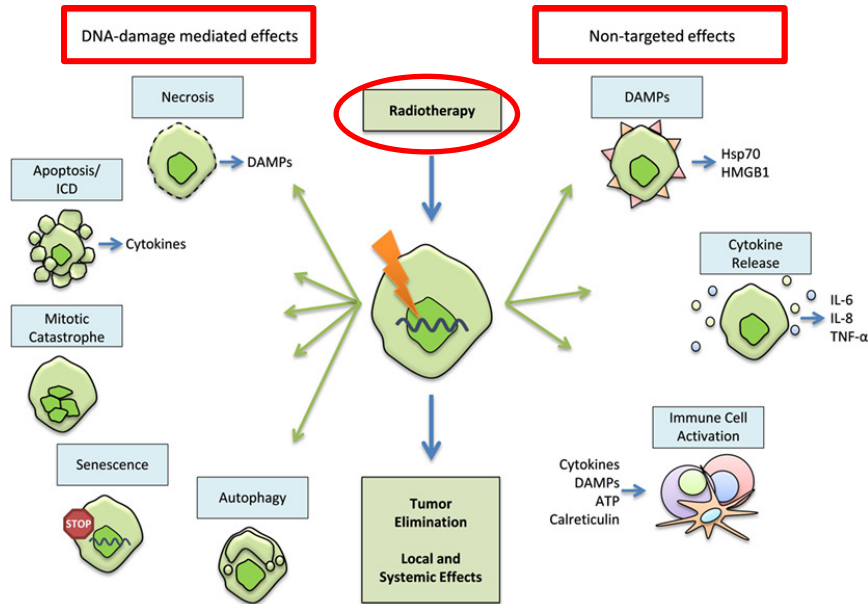 DNA-damage mediated effects
Non-targeted effects
Radiotherapy
Necrosis
DAMPs
Apoptosis/
ICD
Cytokines
Mitotic
Catastrophe
Senescence
STOP
Autophagy
DAMPs
Hsp70
HMGB1
Cytokine
Release
IL-6
IL-8
TNF-α
Immune Cell
Activation
Cytokines
DAMPs
ATP
Calreticulin
Tumor
Elimination
Local and
Systemic Effects